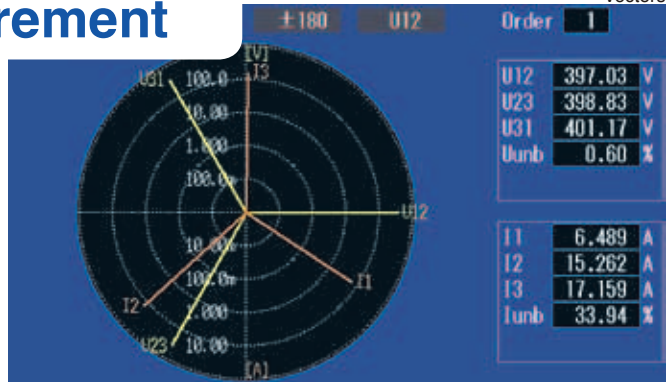 rement
vectors
±180 U12 Order 1
[V]
U31 100.0 I3
10.00
1.000
100.0m
U12
10.00m
100.0m
I1
I2
1.000
U23 10.00
[A]
U12 397.03 V
U23 398.83 V
U31 401.17 V
Uunb 0.60 %
I1 6.489 A
I2 15.262 A
I3 17.159 A
Iunb 33.94 %